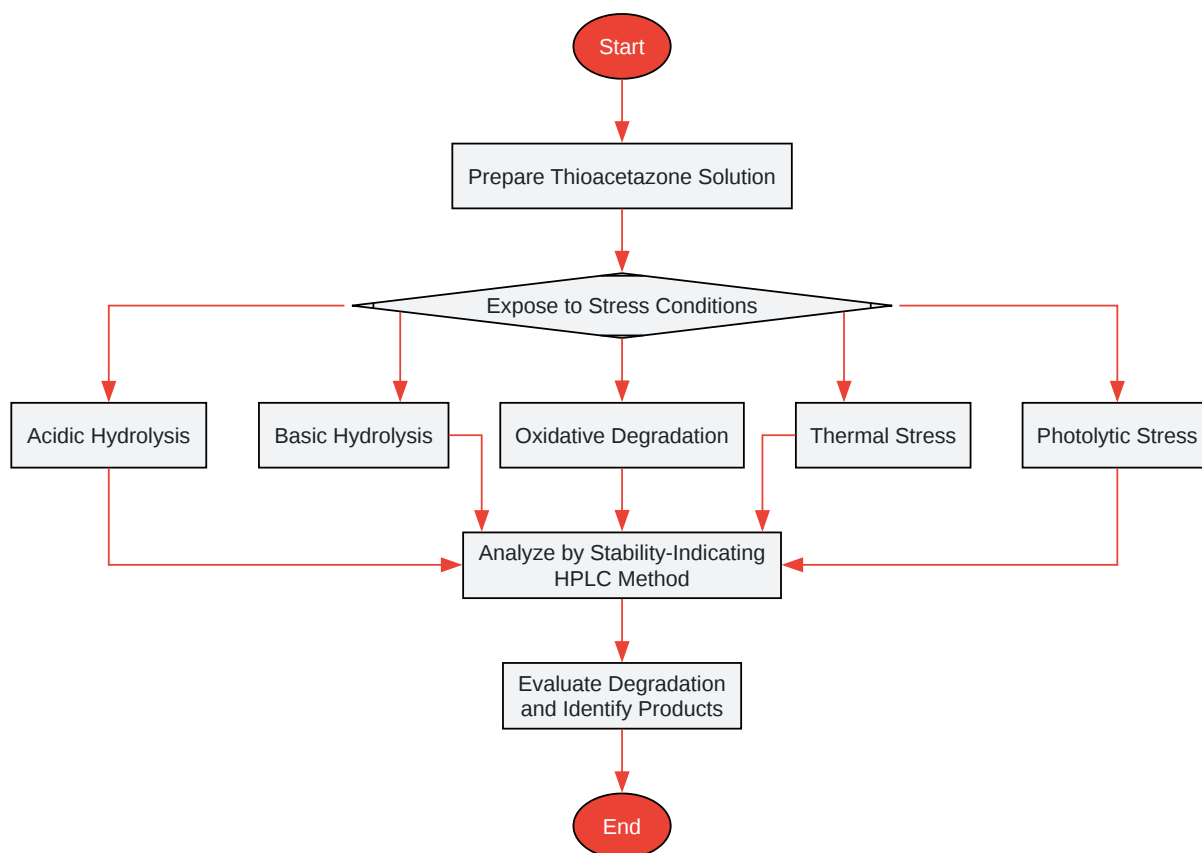 Start
Prepare Thioacetazone Solution
Expose to Stress Conditions
Acidic Hydrolysis
Basic Hydrolysis
Oxidative Degradation
Thermal Stress
Photolytic Stress
Analyze by Stability-Indicating
HPLC Method
Evaluate Degradation
and Identify Products
End